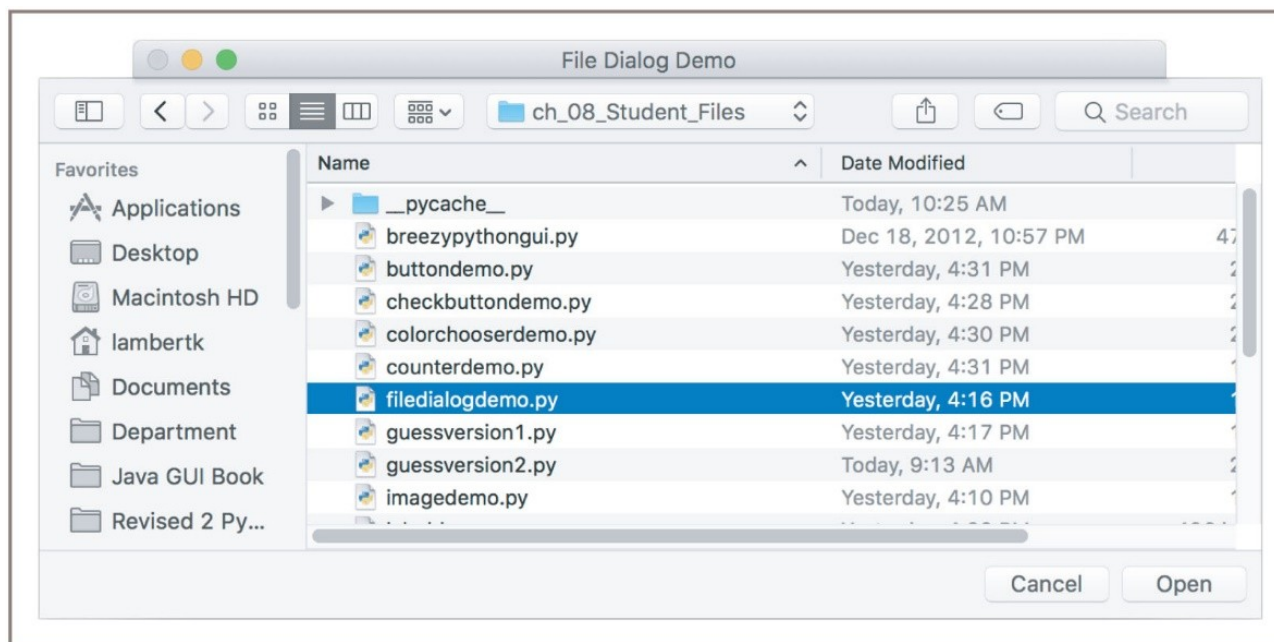 File Dialog Demo
ch_08_Student_Files
Search
Favorites
Applications
Desktop
Macintosh HD
lambertk
Documents
Department
Java GUI Book
Revised 2 Py...
Name Date Modified
__pycache__ Today, 10:25 AM
breezypythongui.py Dec 18, 2012, 10:57 PM 47
buttondemo.py Yesterday, 4:31 PM
checkbuttondemo.py Yesterday, 4:28 PM
colorchooserdemo.py Yesterday, 4:30 PM
counterdemo.py Yesterday, 4:31 PM
filedialogdemo.py Yesterday, 4:16 PM
guessversion1.py Yesterday, 4:17 PM
guessversion2.py Today, 9:13 AM
imagedemo.py Yesterday, 4:10 PM
Cancel Open